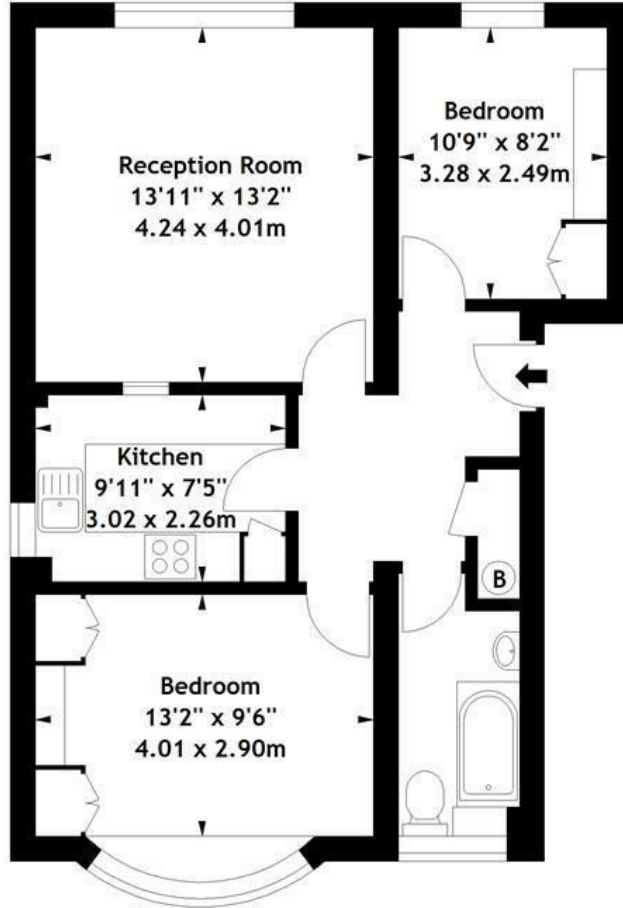 Reception Room
13'11" x 13'2"
4.24 x 4.01m
Bedroom
10'9" x 8'2"
3.28 x 2.49m
Kitchen
9'11" x 7'5"
3.02 x 2.26m
B
Bedroom
13'2" x 9'6"
4.01 x 2.90m